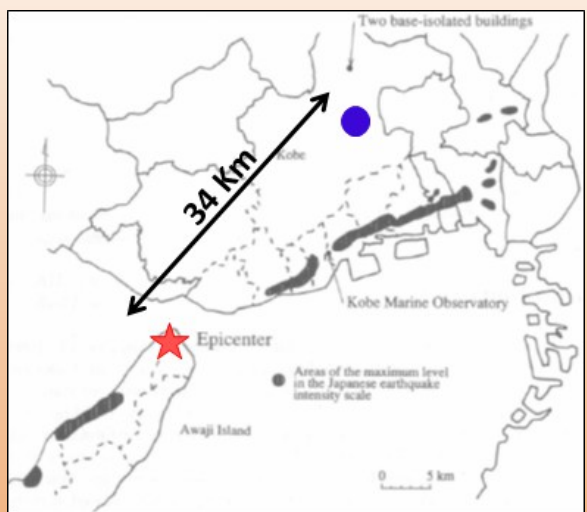 Two base-isolated buildings
34 Km
Kobe
Kobe Marine Observatory
Epicenter
Areas of the maximum level
in the Japanese earthquake
intensity scale
Awaji Island
0 5 km